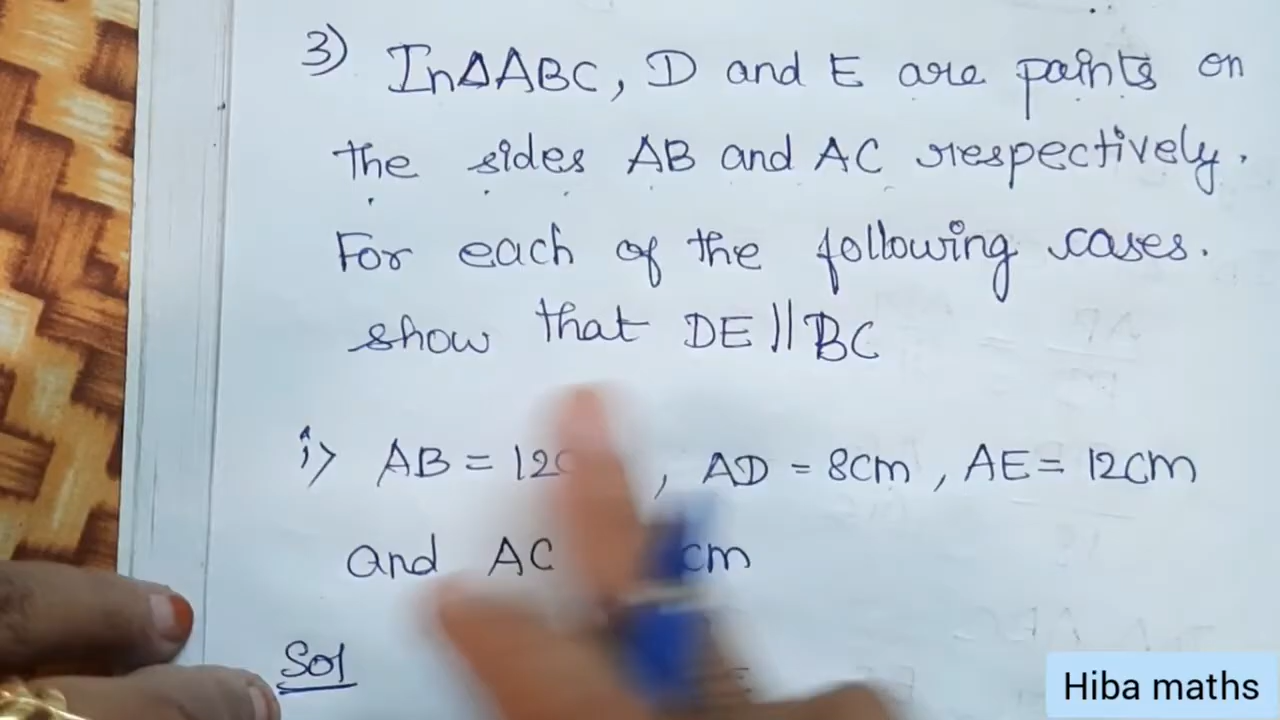 3) In△ABC, D and E are points on
the sides AB and AC respectively.
For each of the following cases.
show that DE||BC
i> AB = 12c , AD = 8cm, AE = 12cm
and AC cm
Sol
Hiba maths